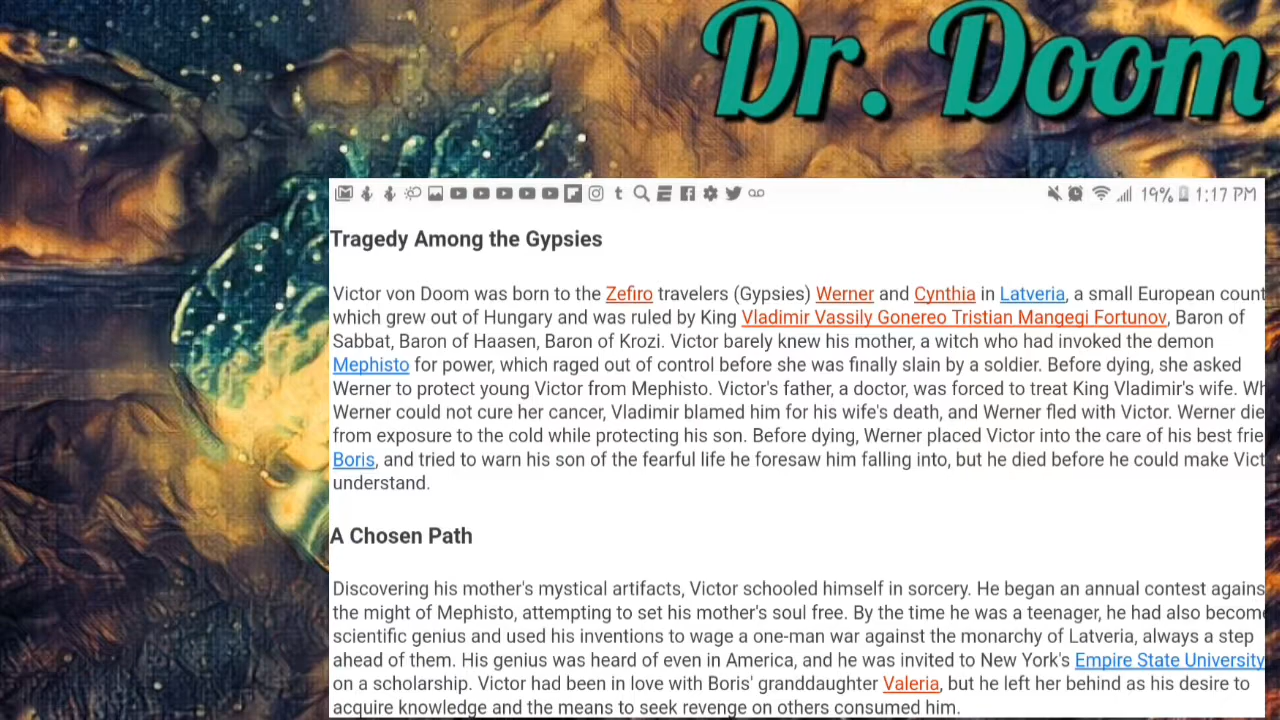 Dr. Doom
19% 1:17 PM
Tragedy Among the Gypsies
Victor von Doom was born to the Zefiro travelers (Gypsies) Werner and Cynthia in Latveria, a small European count
which grew out of Hungary and was ruled by King Vladimir Vassily Gonereo Tristian Mangegi Fortunov, Baron of
Sabbat, Baron of Haasen, Baron of Krozi. Victor barely knew his mother, a witch who had invoked the demon
Mephisto for power, which raged out of control before she was finally slain by a soldier. Before dying, she asked
Werner to protect young Victor from Mephisto. Victor's father, a doctor, was forced to treat King Vladimir's wife. Wh
Werner could not cure her cancer, Vladimir blamed him for his wife's death, and Werner fled with Victor. Werner die
from exposure to the cold while protecting his son. Before dying, Werner placed Victor into the care of his best frie
Boris, and tried to warn his son of the fearful life he foresaw him falling into, but he died before he could make Vict
understand.
A Chosen Path
Discovering his mother's mystical artifacts, Victor schooled himself in sorcery. He began an annual contest agains
the might of Mephisto, attempting to set his mother's soul free. By the time he was a teenager, he had also become
scientific genius and used his inventions to wage a one-man war against the monarchy of Latveria, always a step
ahead of them. His genius was heard of even in America, and he was invited to New York's Empire State University
on a scholarship. Victor had been in love with Boris' granddaughter Valeria, but he left her behind as his desire to
acquire knowledge and the means to seek revenge on others consumed him.